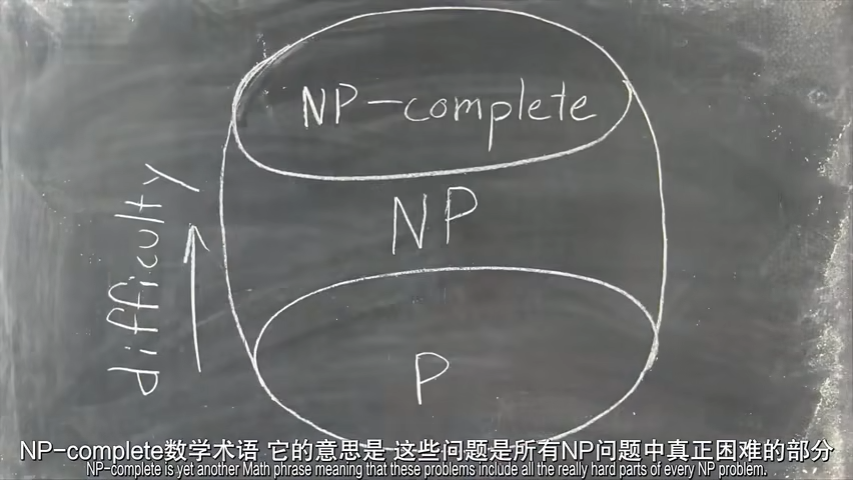 NP-complete
NP
P
difficulty
NP-complete数学术语 它的意思是 这些问题是所有NP问题中真正困难的部分
NP-complete is yet another Math phrase meaning that these problems include all the really hard parts of every NP problem.